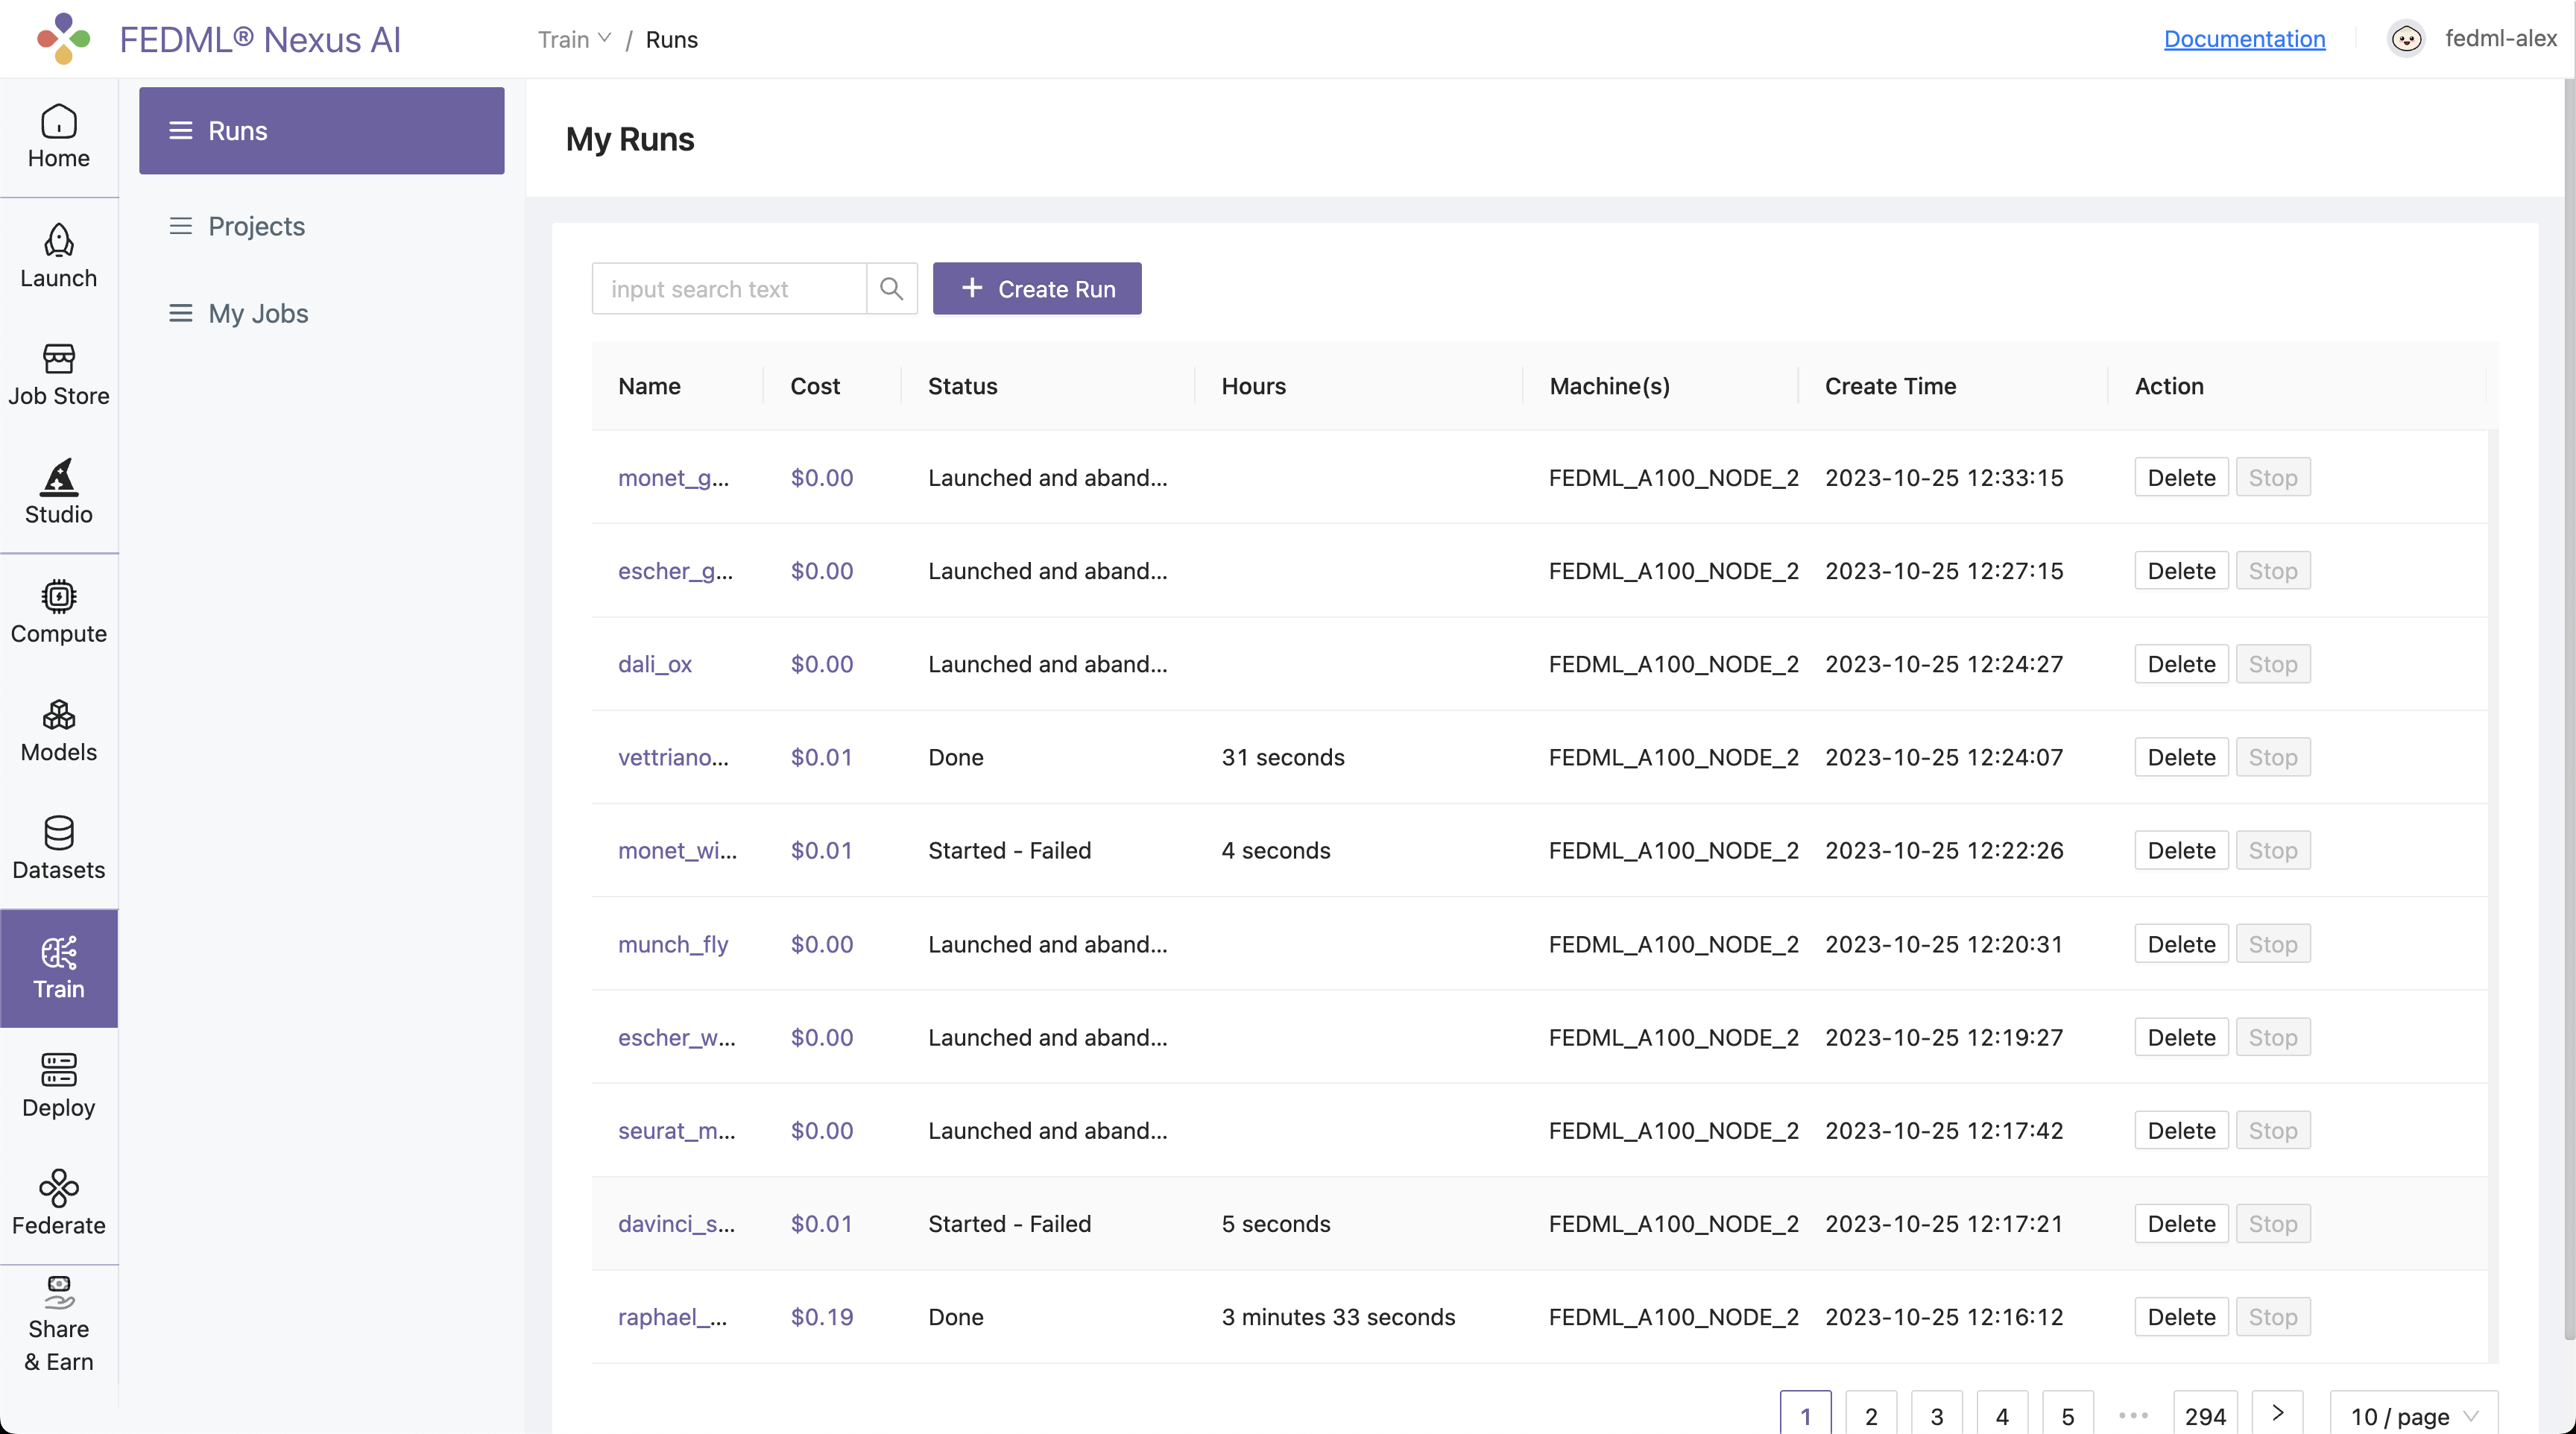 FEDML® Nexus AI
Train / Runs
Documentation
fedml-alex
Home
Launch
Job Store
Studio
Compute
Models
Datasets
Train
Deploy
Federate
Share
& Earn
Runs
Projects
My Jobs
My Runs
input search text
+ Create Run
Name Cost Status Hours Machine(s) Create Time Action
monet_g... $0.00 Launched and aband... FEDML_A100_NODE_2 2023-10-25 12:33:15 Delete Stop
escher_g... $0.00 Launched and aband... FEDML_A100_NODE_2 2023-10-25 12:27:15 Delete Stop
dali_ox $0.00 Launched and aband... FEDML_A100_NODE_2 2023-10-25 12:24:27 Delete Stop
vettriano... $0.01 Done 31 seconds FEDML_A100_NODE_2 2023-10-25 12:24:07 Delete Stop
monet_wi... $0.01 Started - Failed 4 seconds FEDML_A100_NODE_2 2023-10-25 12:22:26 Delete Stop
munch_fly $0.00 Launched and aband... FEDML_A100_NODE_2 2023-10-25 12:20:31 Delete Stop
escher_w... $0.00 Launched and aband... FEDML_A100_NODE_2 2023-10-25 12:19:27 Delete Stop
seurat_m... $0.00 Launched and aband... FEDML_A100_NODE_2 2023-10-25 12:17:42 Delete Stop
davinci_s... $0.01 Started - Failed 5 seconds FEDML_A100_NODE_2 2023-10-25 12:17:21 Delete Stop
raphael_... $0.19 Done 3 minutes 33 seconds FEDML_A100_NODE_2 2023-10-25 12:16:12 Delete Stop
1 2 3 4 5 ••• 294 > 10 / page